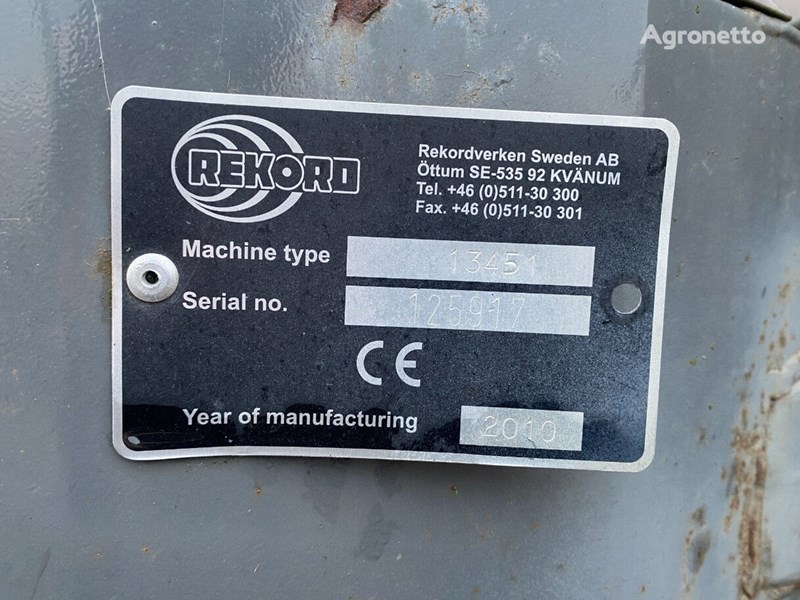 Agronetto
REKORD
Rekordverken Sweden AB
Öttum SE-535 92 KVÄNUM
Tel. +46 (0)511-30 300
Fax. +46 (0)511-30 301
Machine type 13451
Serial no. 125917
CE
Year of manufacturing 2010